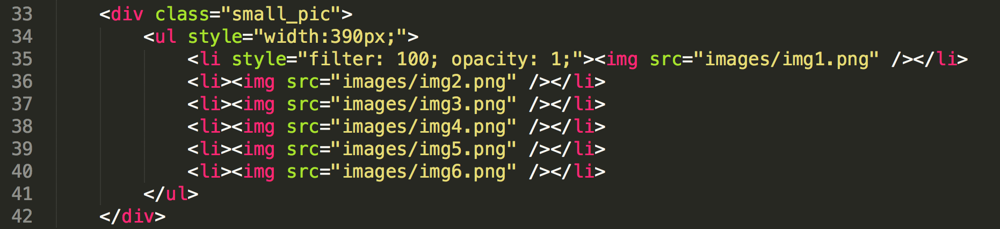 33 <div class="small_pic">
34 <ul style="width:390px;">
35 <li style="filter: 100; opacity: 1;"><img src="images/img1.png" /></li>
36 <li><img src="images/img2.png" /></li>
37 <li><img src="images/img3.png" /></li>
38 <li><img src="images/img4.png" /></li>
39 <li><img src="images/img5.png" /></li>
40 <li><img src="images/img6.png" /></li>
41 </ul>
42 </div>